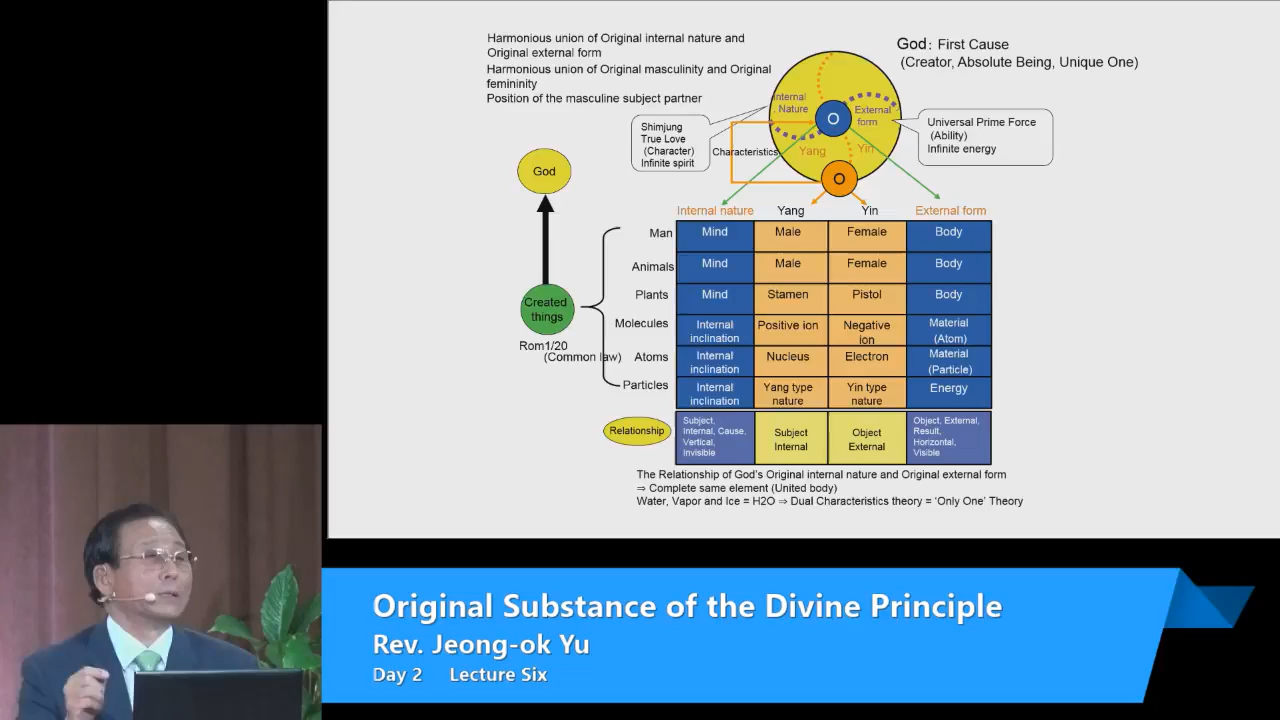 Harmonious union of Original internal nature and
Original external form
Harmonious union of Original masculinity and Original
femininity
Position of the masculine subject partner
God: First Cause
(Creator, Absolute Being, Unique One)
Internal
Nature
O
External
form
Shimjung
True Love
(Character)
Infinite spirit
Characteristics
Yang
Yin
Universal Prime Force
(Ability)
Infinite energy
God
O
Internal nature
Yang
Yin
External form
Man
Mind
Male
Female
Body
Animals
Mind
Male
Female
Body
Plants
Mind
Stamen
Pistol
Body
Created
things
Molecules
Internal
inclination
Positive ion
Negative
ion
Material
(Atom)
Rom1/20
(Common law)
Atoms
Internal
inclination
Nucleus
Electron
Material
(Particle)
Particles
Internal
inclination
Yang type
nature
Yin type
nature
Energy
Relationship
Subject,
Internal, Cause,
Vertical,
Invisible
Subject
Internal
Object
External
Object, External,
Result,
Horizontal,
Visible
The Relationship of God's Original internal nature and Original external form
⇒ Complete same element (United body)
Water, Vapor and Ice = H2O ⇒ Dual Characteristics theory = 'Only One' Theory
Original Substance of the Divine Principle
Rev. Jeong-ok Yu
Day 2 Lecture Six